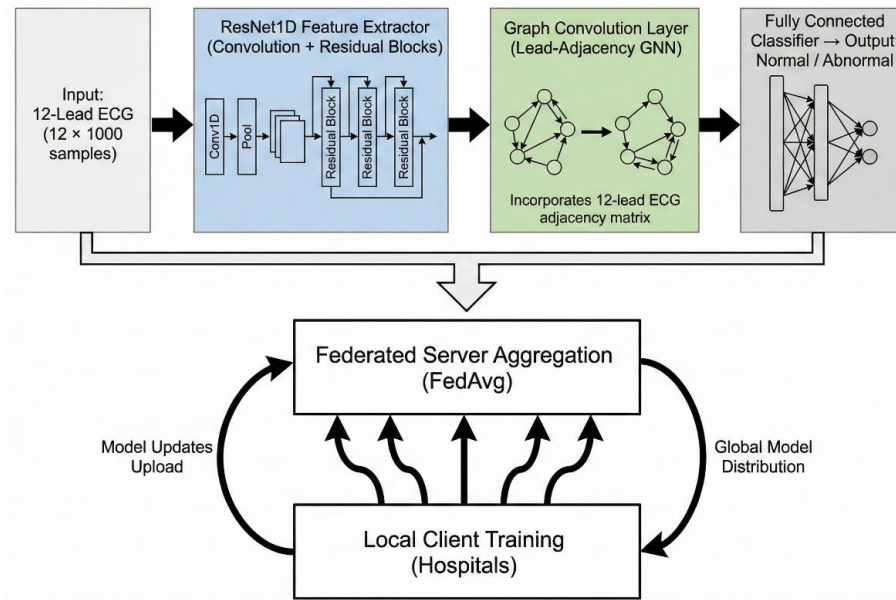 Input:
12-Lead ECG
(12 × 1000
samples)
ResNet1D Feature Extractor
(Convolution + Residual Blocks)
Conv1D
Pool
Residual Block
Residual Block
Residual Block
Graph Convolution Layer
(Lead-Adjacency GNN)
Incorporates 12-lead ECG
adjacency matrix
Fully Connected
Classifier → Output:
Normal / Abnormal
Federated Server Aggregation
(FedAvg)
Model Updates
Upload
Global Model
Distribution
Local Client Training
(Hospitals)